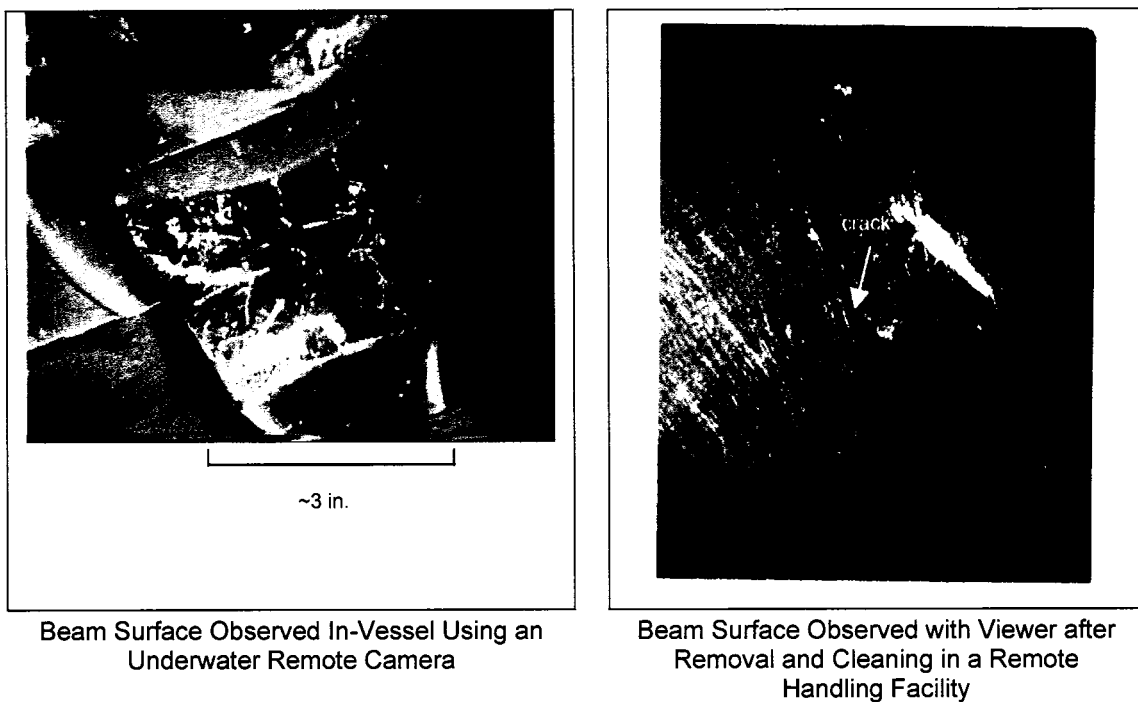 crack
~3 in.
Beam Surface Observed In-Vessel Using an
Underwater Remote Camera
Beam Surface Observed with Viewer after
Removal and Cleaning in a Remote
Handling Facility